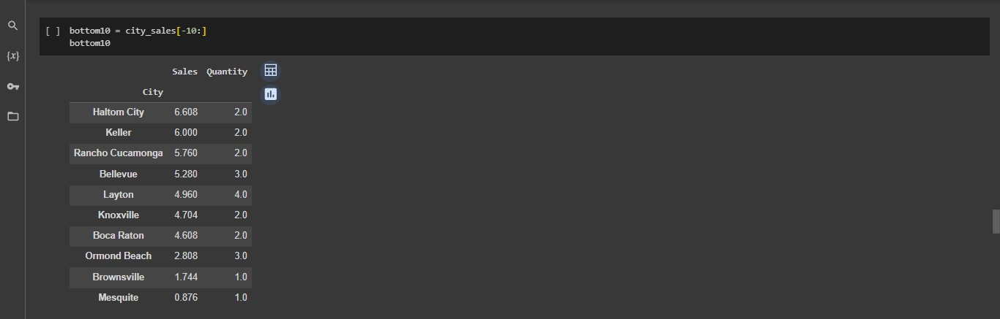 [ ] bottom10 = city_sales[-10:]
bottom10
Sales Quantity
City
Haltom City 6.608 2.0
Keller 6.000 2.0
Rancho Cucamonga 5.760 2.0
Bellevue 5.280 3.0
Layton 4.960 4.0
Knoxville 4.704 2.0
Boca Raton 4.608 2.0
Ormond Beach 2.808 3.0
Brownsville 1.744 1.0
Mesquite 0.876 1.0
{x}